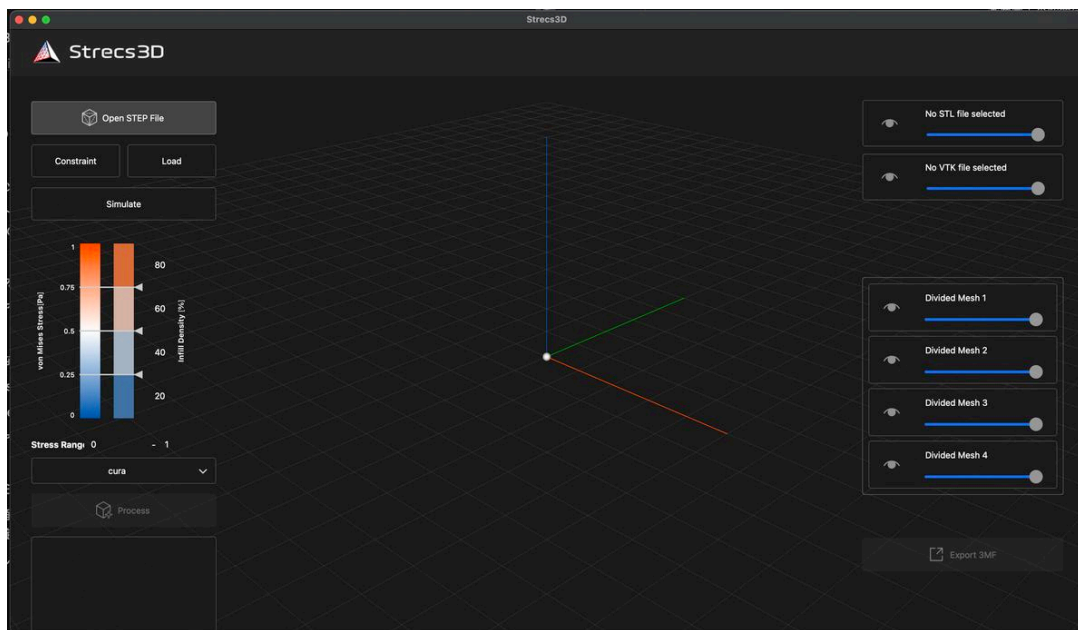 Strecs3D
Strecs3D
Open STEP File
Constraint
Load
Simulate
von Mises Stress[Pa]
1
0.75
0.5
0.25
0
80
60
40
20
Infill Density [%]
Stress Rang
0
-
1
cura
Process
No STL file selected
No VTK file selected
Divided Mesh 1
Divided Mesh 2
Divided Mesh 3
Divided Mesh 4
Export 3MF